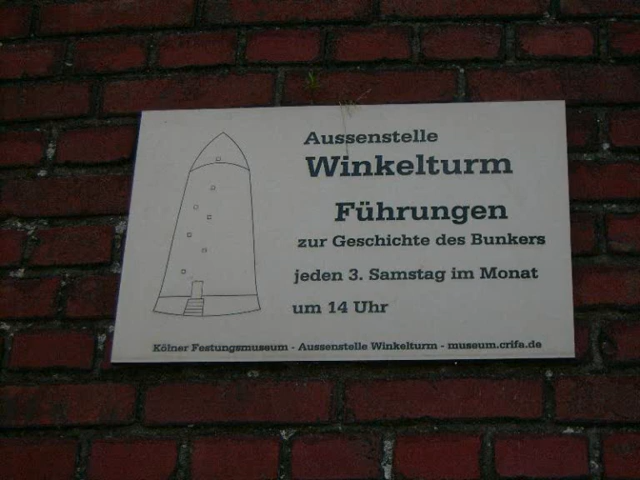 Aussenstelle
Winkelturm
Führungen
zur Geschichte des Bunkers
jeden 3. Samstag im Monat
um 14 Uhr
Kölner Festungsmuseum - Aussenstelle Winkelturm - museum.crifa.de